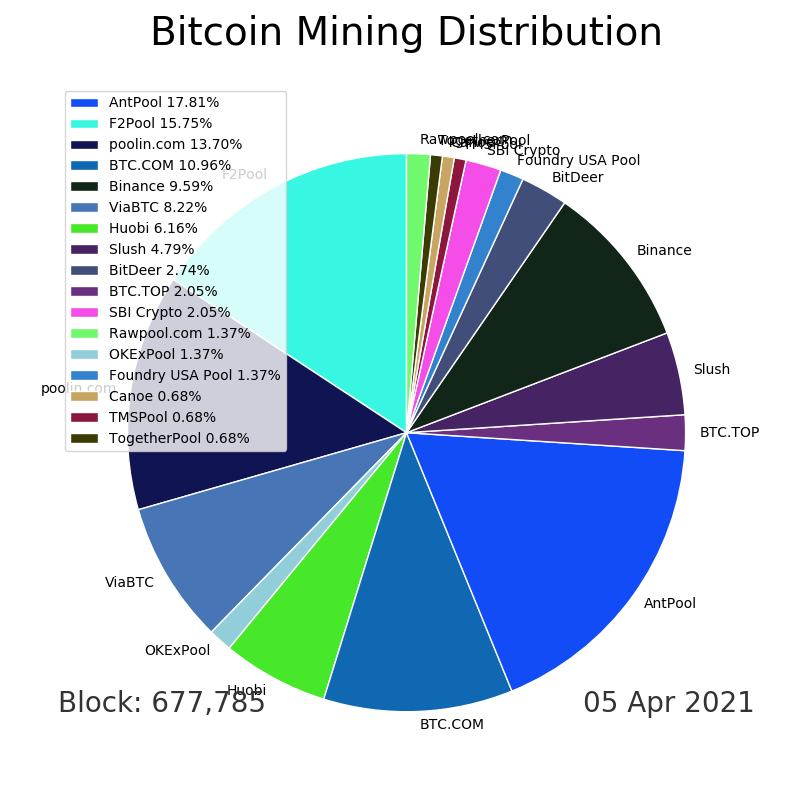 Bitcoin Mining Distribution
AntPool 17.81%
F2Pool 15.75%
poolin.com 13.70%
BTC.COM 10.96%
Binance 9.59%
ViaBTC 8.22%
Huobi 6.16%
Slush 4.79%
BitDeer 2.74%
BTC.TOP 2.05%
SBI Crypto 2.05%
Rawpool.com 1.37%
OKExPool 1.37%
Foundry USA Pool 1.37%
Canoe 0.68%
TMSPool 0.68%
TogetherPool 0.68%
Rawpool.com
TogetherPool
SBI Crypto
Foundry USA Pool
BitDeer
Binance
Slush
BTC.TOP
AntPool
BTC.COM
Huobi
OKExPool
ViaBTC
poolin.com
F2Pool
Block: 677,785
05 Apr 2021